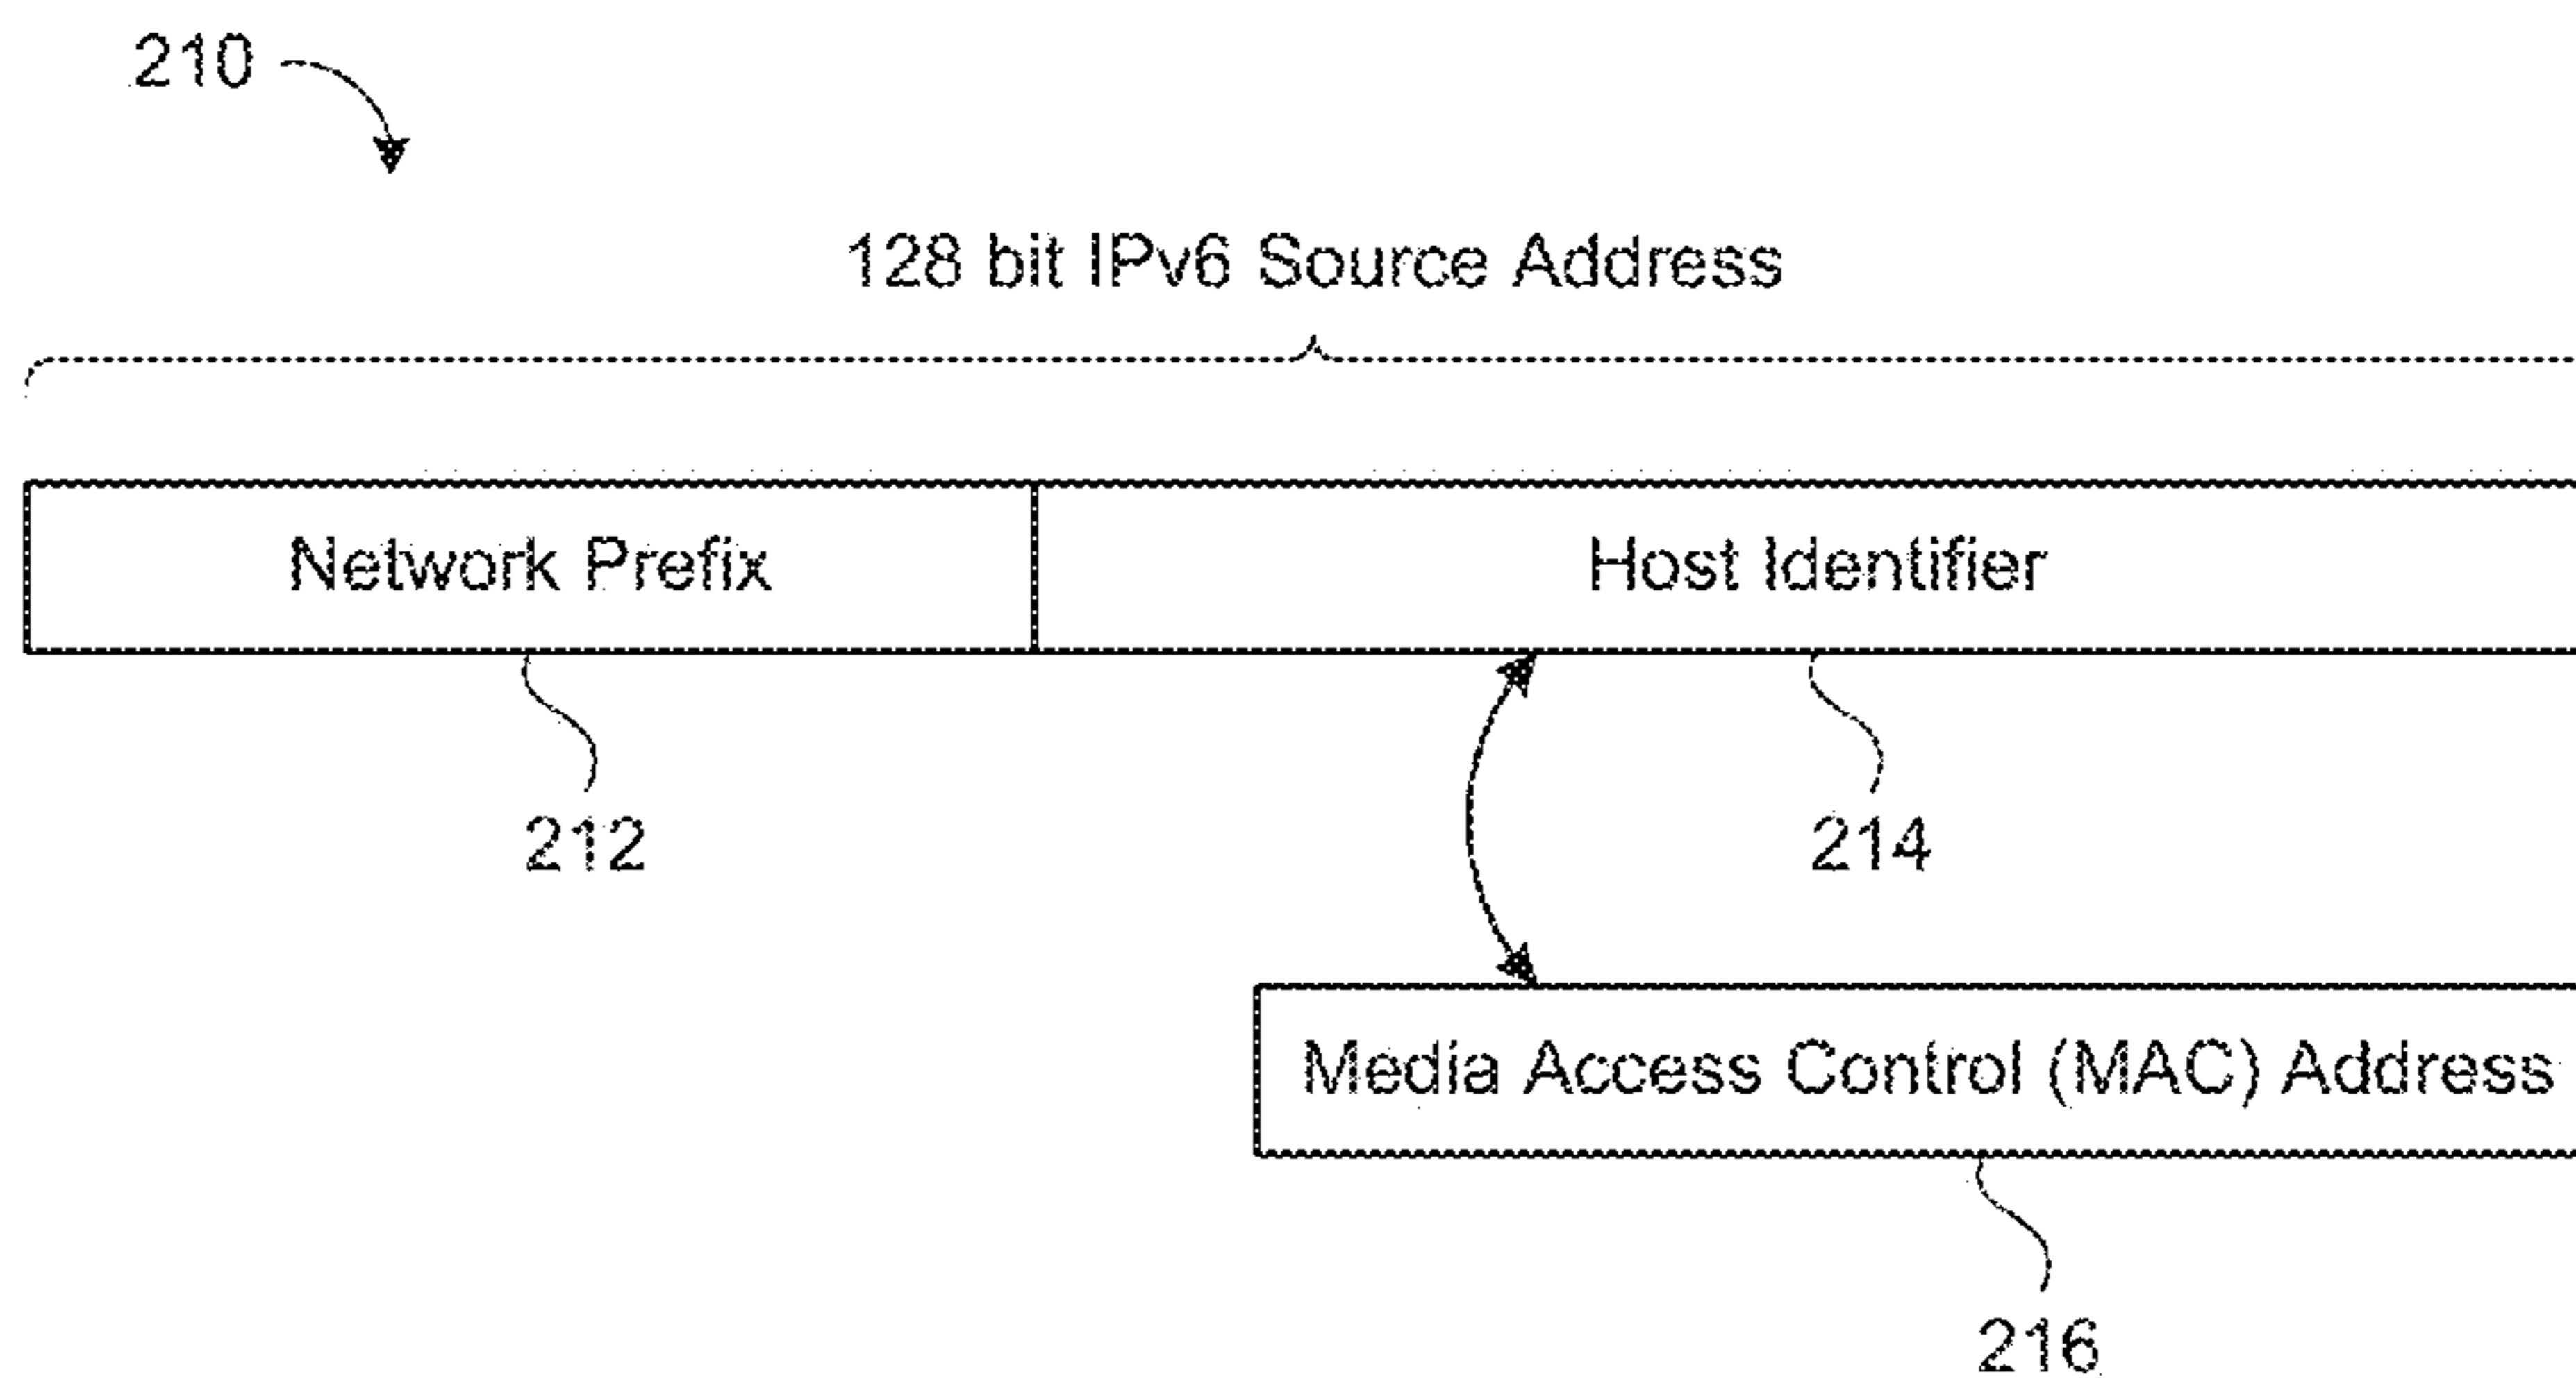 210
128 bit IPv6 Source Address
Network Prefix
Host Identifier
212
214
Media Access Control (MAC) Address
216